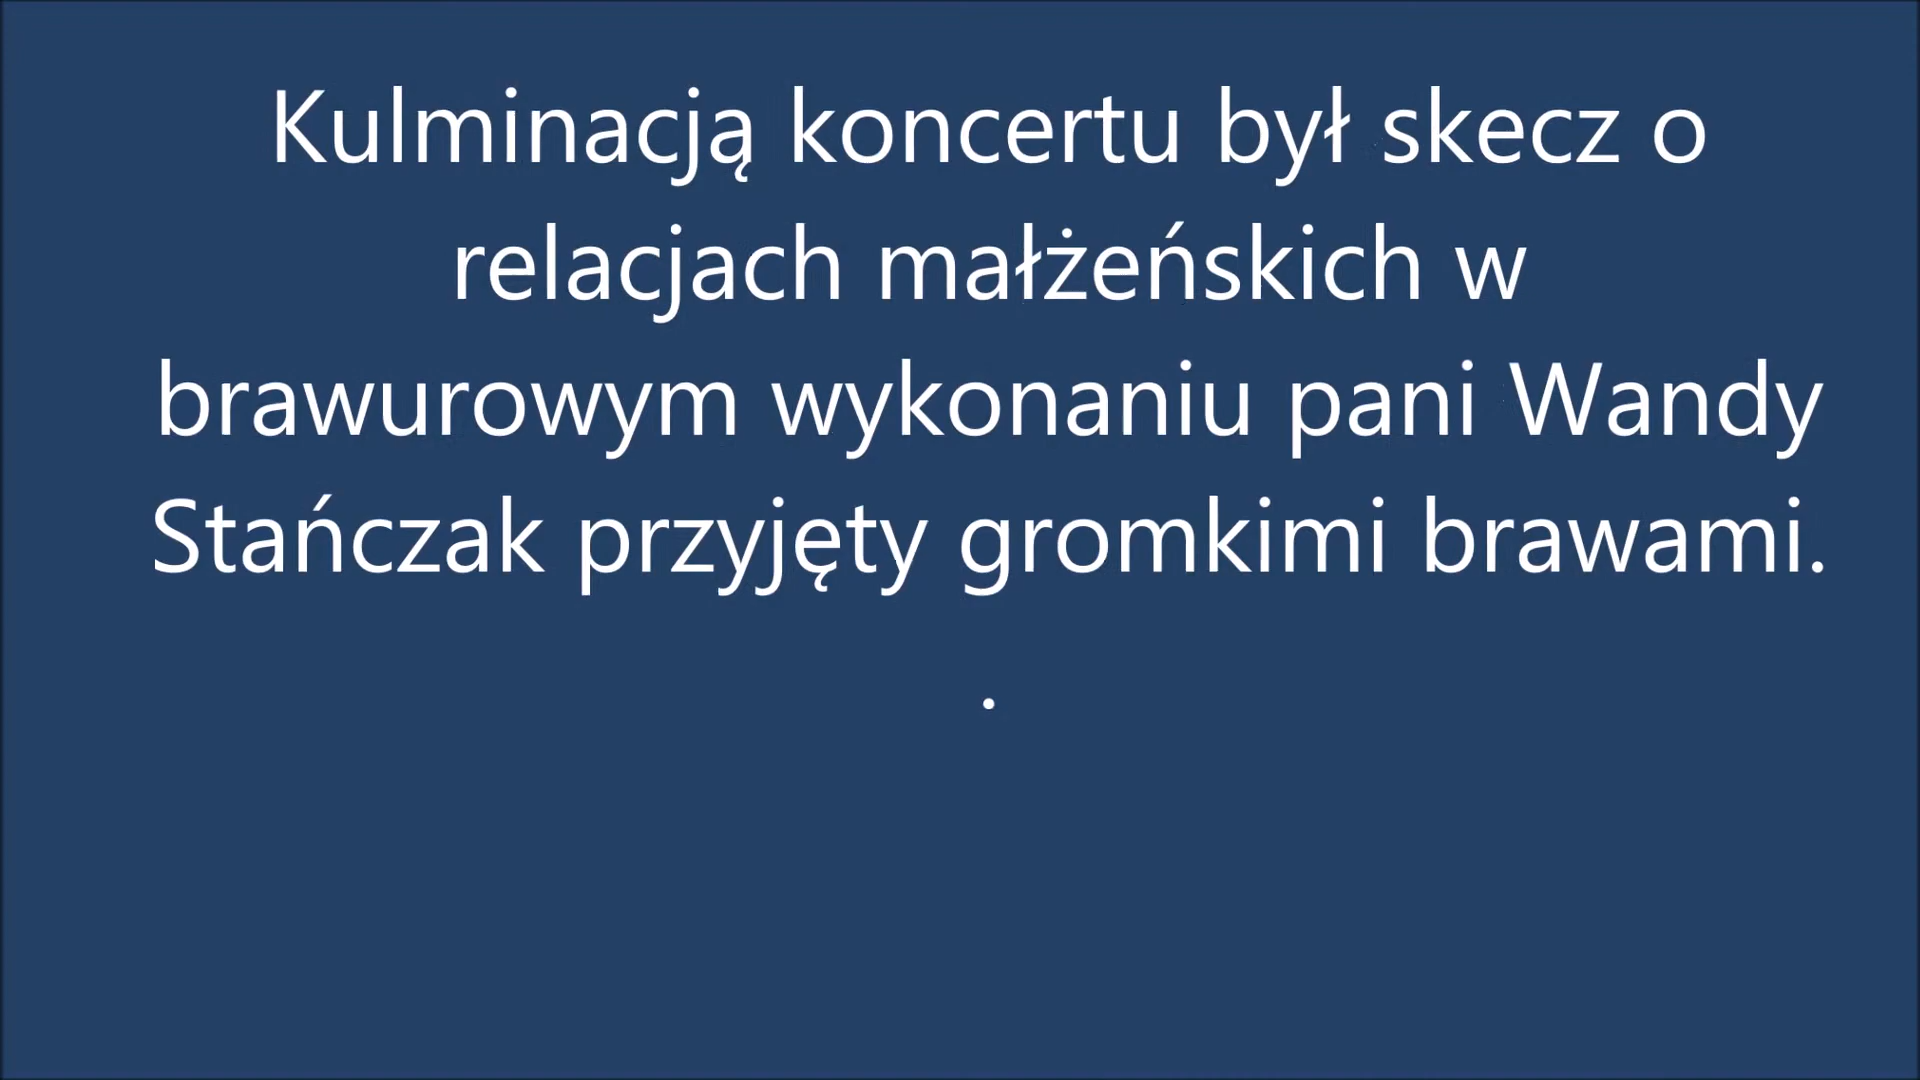 Kulminacją koncertu był skecz o
relacjach małżeńskich w
brawurowym wykonaniu pani Wandy
Stańczak przyjęty gromkimi brawami.
.